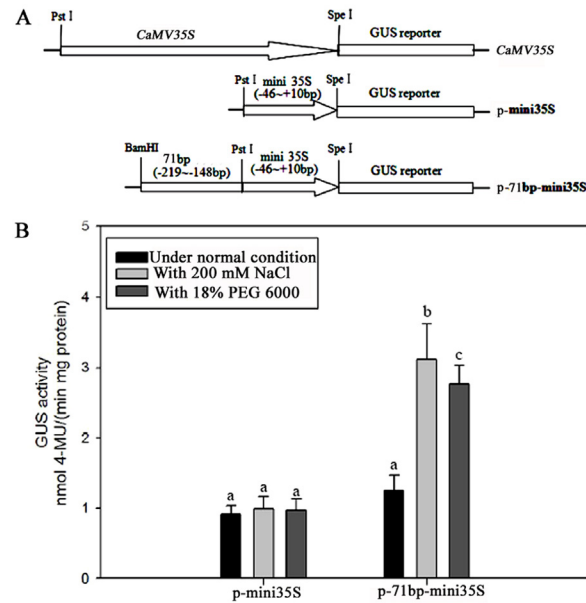 A
Pst I
CaMV35S
Spe I
GUS reporter
CaMV35S
Pst I
mini 35S
(-46~+10bp)
Spe I
GUS reporter
p-mini35S
BamHI
71bp
(-219~-148bp)
Pst I
mini 35S
(-46~+10bp)
Spe I
GUS reporter
p-71bp-mini35S
B
Under normal condition
With 200 mM NaCl
With 18% PEG 6000
GUS activity
nmol 4-MU/(min mg protein)
5
4
3
2
1
0
a
a
a
a
b
c
p-mini35S
p-71bp-mini35S